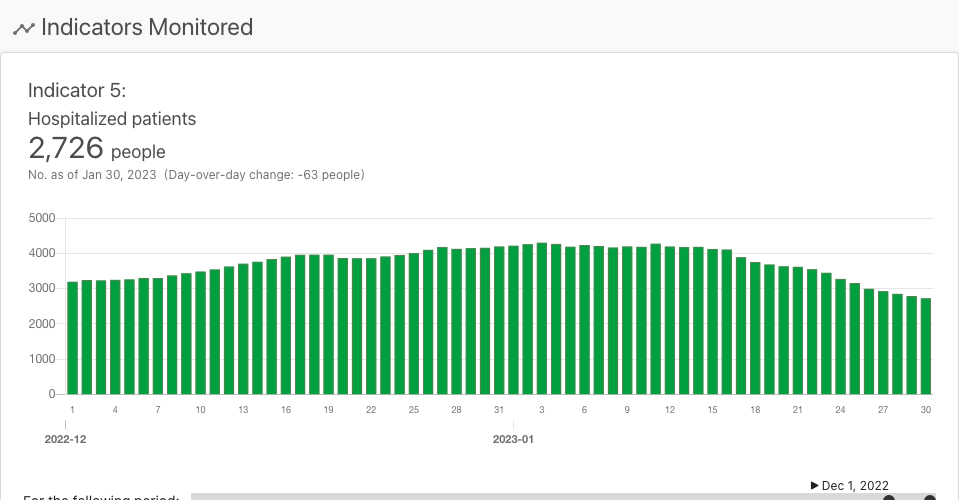 Indicators Monitored
Indicator 5:
Hospitalized patients
2,726 people
No. as of Jan 30, 2023 (Day-over-day change: -63 people)
5000
4000
3000
2000
1000
0
1 4 7 10 13 16 19 22 25 28 31 3 6 9 12 15 18 21 24 27 30
2022-12 2023-01
▶ Dec 1, 2022
For the following period: